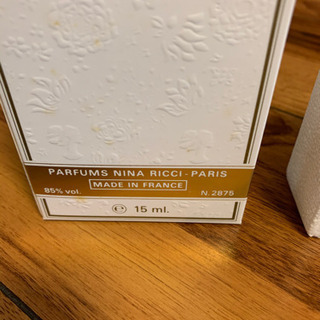 PARFUMS NINA RICCI - PARIS
MADE IN FRANCE
85% vol. N. 2875
℮ 15 ml.